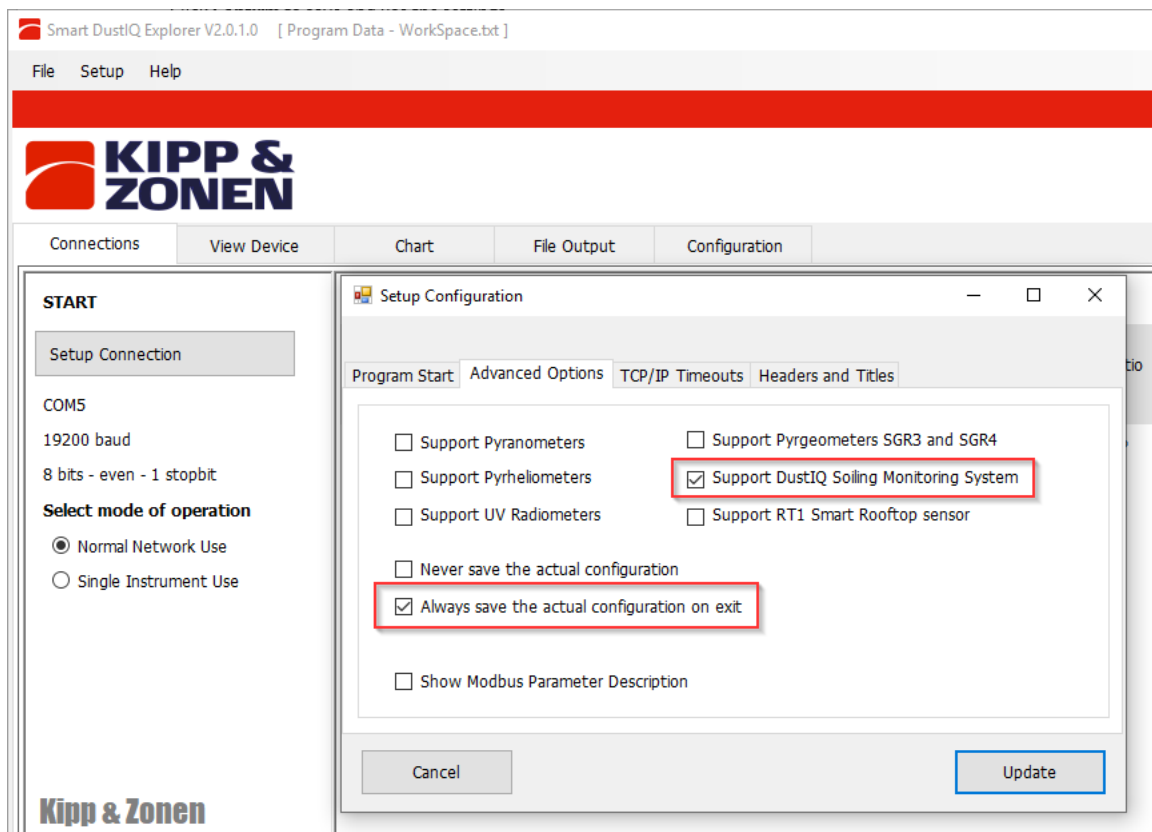 Smart DustIQ Explorer V2.0.1.0 [ Program Data - WorkSpace.txt ]
File Setup Help
KIPP &
ZONEN
Connections View Device Chart File Output Configuration
START
Setup Connection
COM5
19200 baud
8 bits - even - 1 stopbit
Select mode of operation
Normal Network Use
Single Instrument Use
Kipp & Zonen
Setup Configuration
Program Start Advanced Options TCP/IP Timeouts Headers and Titles
Support Pyranometers
Support Pyrheliometers
Support UV Radiometers
Support Pyrgeometers SGR3 and SGR4
Support DustIQ Soiling Monitoring System
Support RT1 Smart Rooftop sensor
Never save the actual configuration
Always save the actual configuration on exit
Show Modbus Parameter Description
Cancel Update
tio